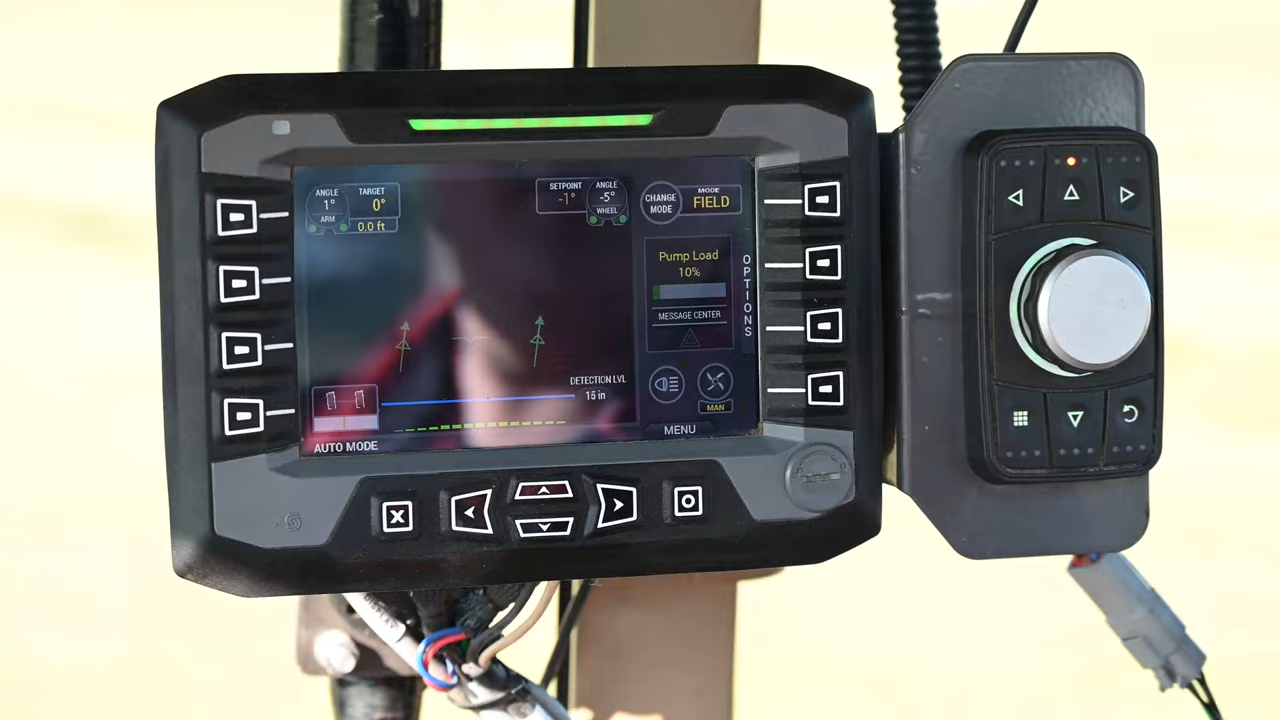 ANGLE
1°
ARM
TARGET
0°
0.0 ft
SETPOINT
-1°
ANGLE
-5°
WHEEL
CHANGE
MODE
MODE
FIELD
Pump Load
10%
MESSAGE CENTER
OPTIONS
DETECTION LVL
15 in
MAN
AUTO MODE
MENU
X
DISPLAY